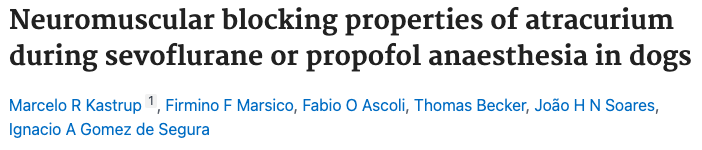 Neuromuscular blocking properties of atracurium
during sevoflurane or propofol anaesthesia in dogs
Marcelo R Kastrup 1, Firmino F Marsico, Fabio O Ascoli, Thomas Becker, João H N Soares,
Ignacio A Gomez de Segura